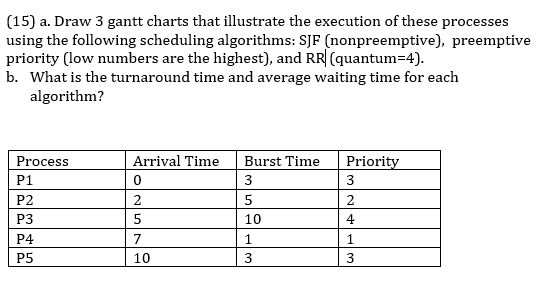 (15) a. Draw 3 gantt charts that illustrate the execution of these processes
using the following scheduling algorithms: SJF (nonpreemptive), preemptive
priority (low numbers are the highest), and RR (quantum=4).
b. What is the turnaround time and average waiting time for each
algorithm?
Process Arrival Time Burst Time Priority
P1 0 3 3
P2 2 5 2
P3 5 10 4
P4 7 1 1
P5 10 3 3